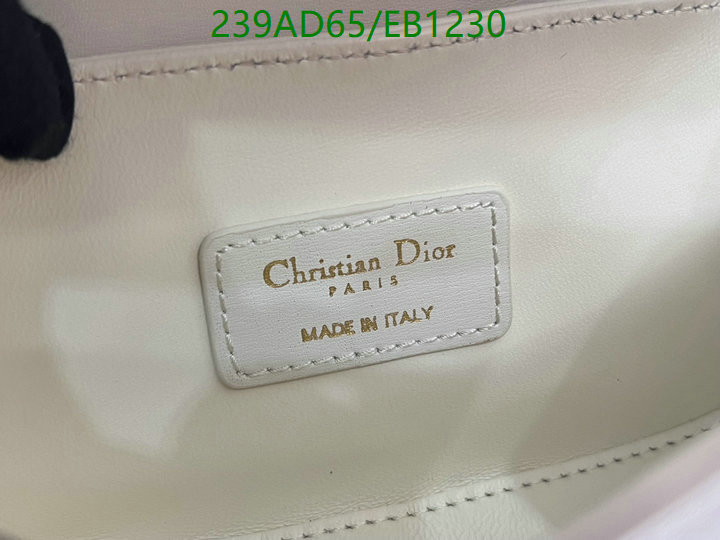 239AD65/EB1230
Christian Dior
PARIS
MADE IN ITALY